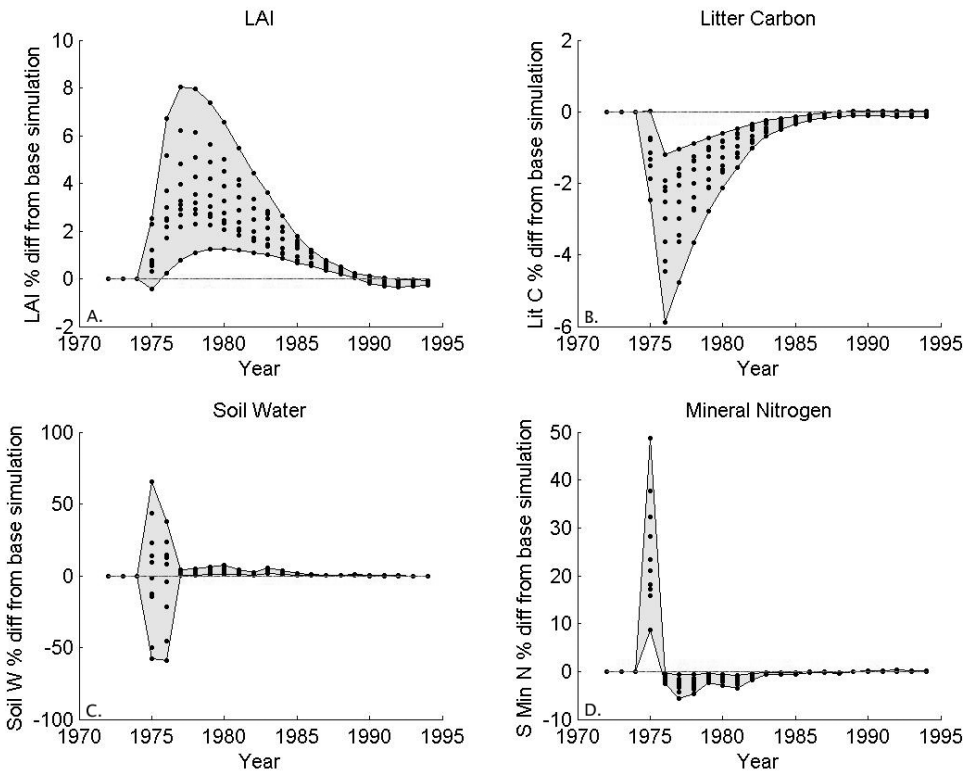 LAI
LAI % diff from base simulation
10
8
6
4
2
0
-2
A.
1970 1975 1980 1985 1990 1995
Year
Litter Carbon
Lit C % diff from base simulation
2
0
-2
-4
-6
B.
1970 1975 1980 1985 1990 1995
Year
Soil Water
Soil W % diff from base simulation
100
50
0
-50
-100
C.
1970 1975 1980 1985 1990 1995
Year
Mineral Nitrogen
S Min N % diff from base simulation
50
40
30
20
10
0
-10
D.
1970 1975 1980 1985 1990 1995
Year